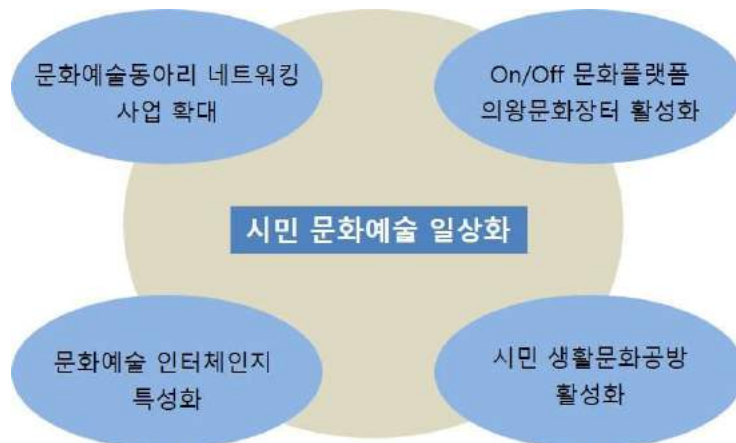 문화예술동아리 네트워킹
사업 확대
On/Off 문화플랫폼
의왕문화장터 활성화
시민 문화예술 일상화
문화예술 인터체인지
특성화
시민 생활문화공방
활성화